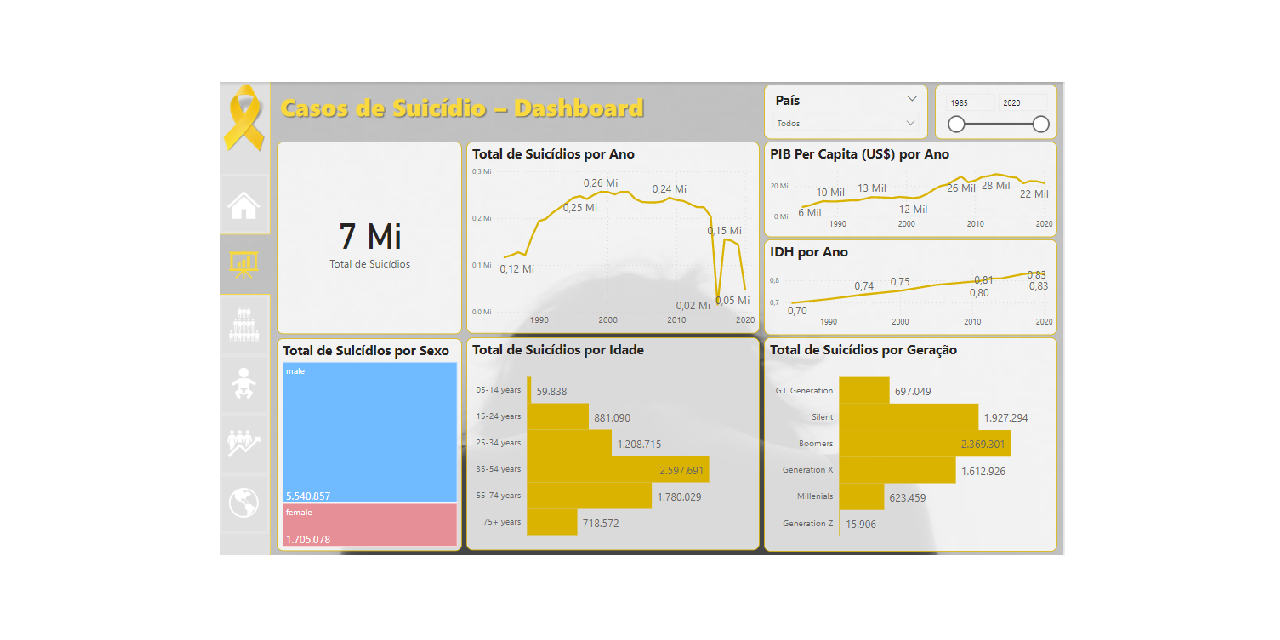 Casos de Suicídio – Dashboard
País
Todos
1985
2020
7 Mi
Total de Suicídios
Total de Suicídios por Ano
0,3 Mi
0,2 Mi
0,1 Mi
0,0 Mi
0,12 Mi
0,25 Mi
0,26 Mi
0,24 Mi
0,15 Mi
0,02 Mi
0,05 Mi
1990
2000
2010
2020
PIB Per Capita (US$) por Ano
20 Mi
0 Mi
6 Mil
10 Mil
13 Mil
12 Mil
26 Mil
28 Mil
22 Mil
1990
2000
2010
2020
IDH por Ano
0,8
0,7
0,70
0,74
0,75
0,81
0,80
0,83
0,83
1990
2000
2010
2020
Total de Suicídios por Sexo
male
5.540.857
female
1.705.078
Total de Suicídios por Idade
05-14 years 59.838
15-24 years 881.090
25-34 years 1.208.715
35-54 years 2.597.691
55-74 years 1.780.029
75+ years 718.572
Total de Suicídios por Geração
G.I. Generation 697.049
Silent 1.927.294
Boomers 2.369.301
Generation X 1.612.926
Millenials 623.459
Generation Z 15.906